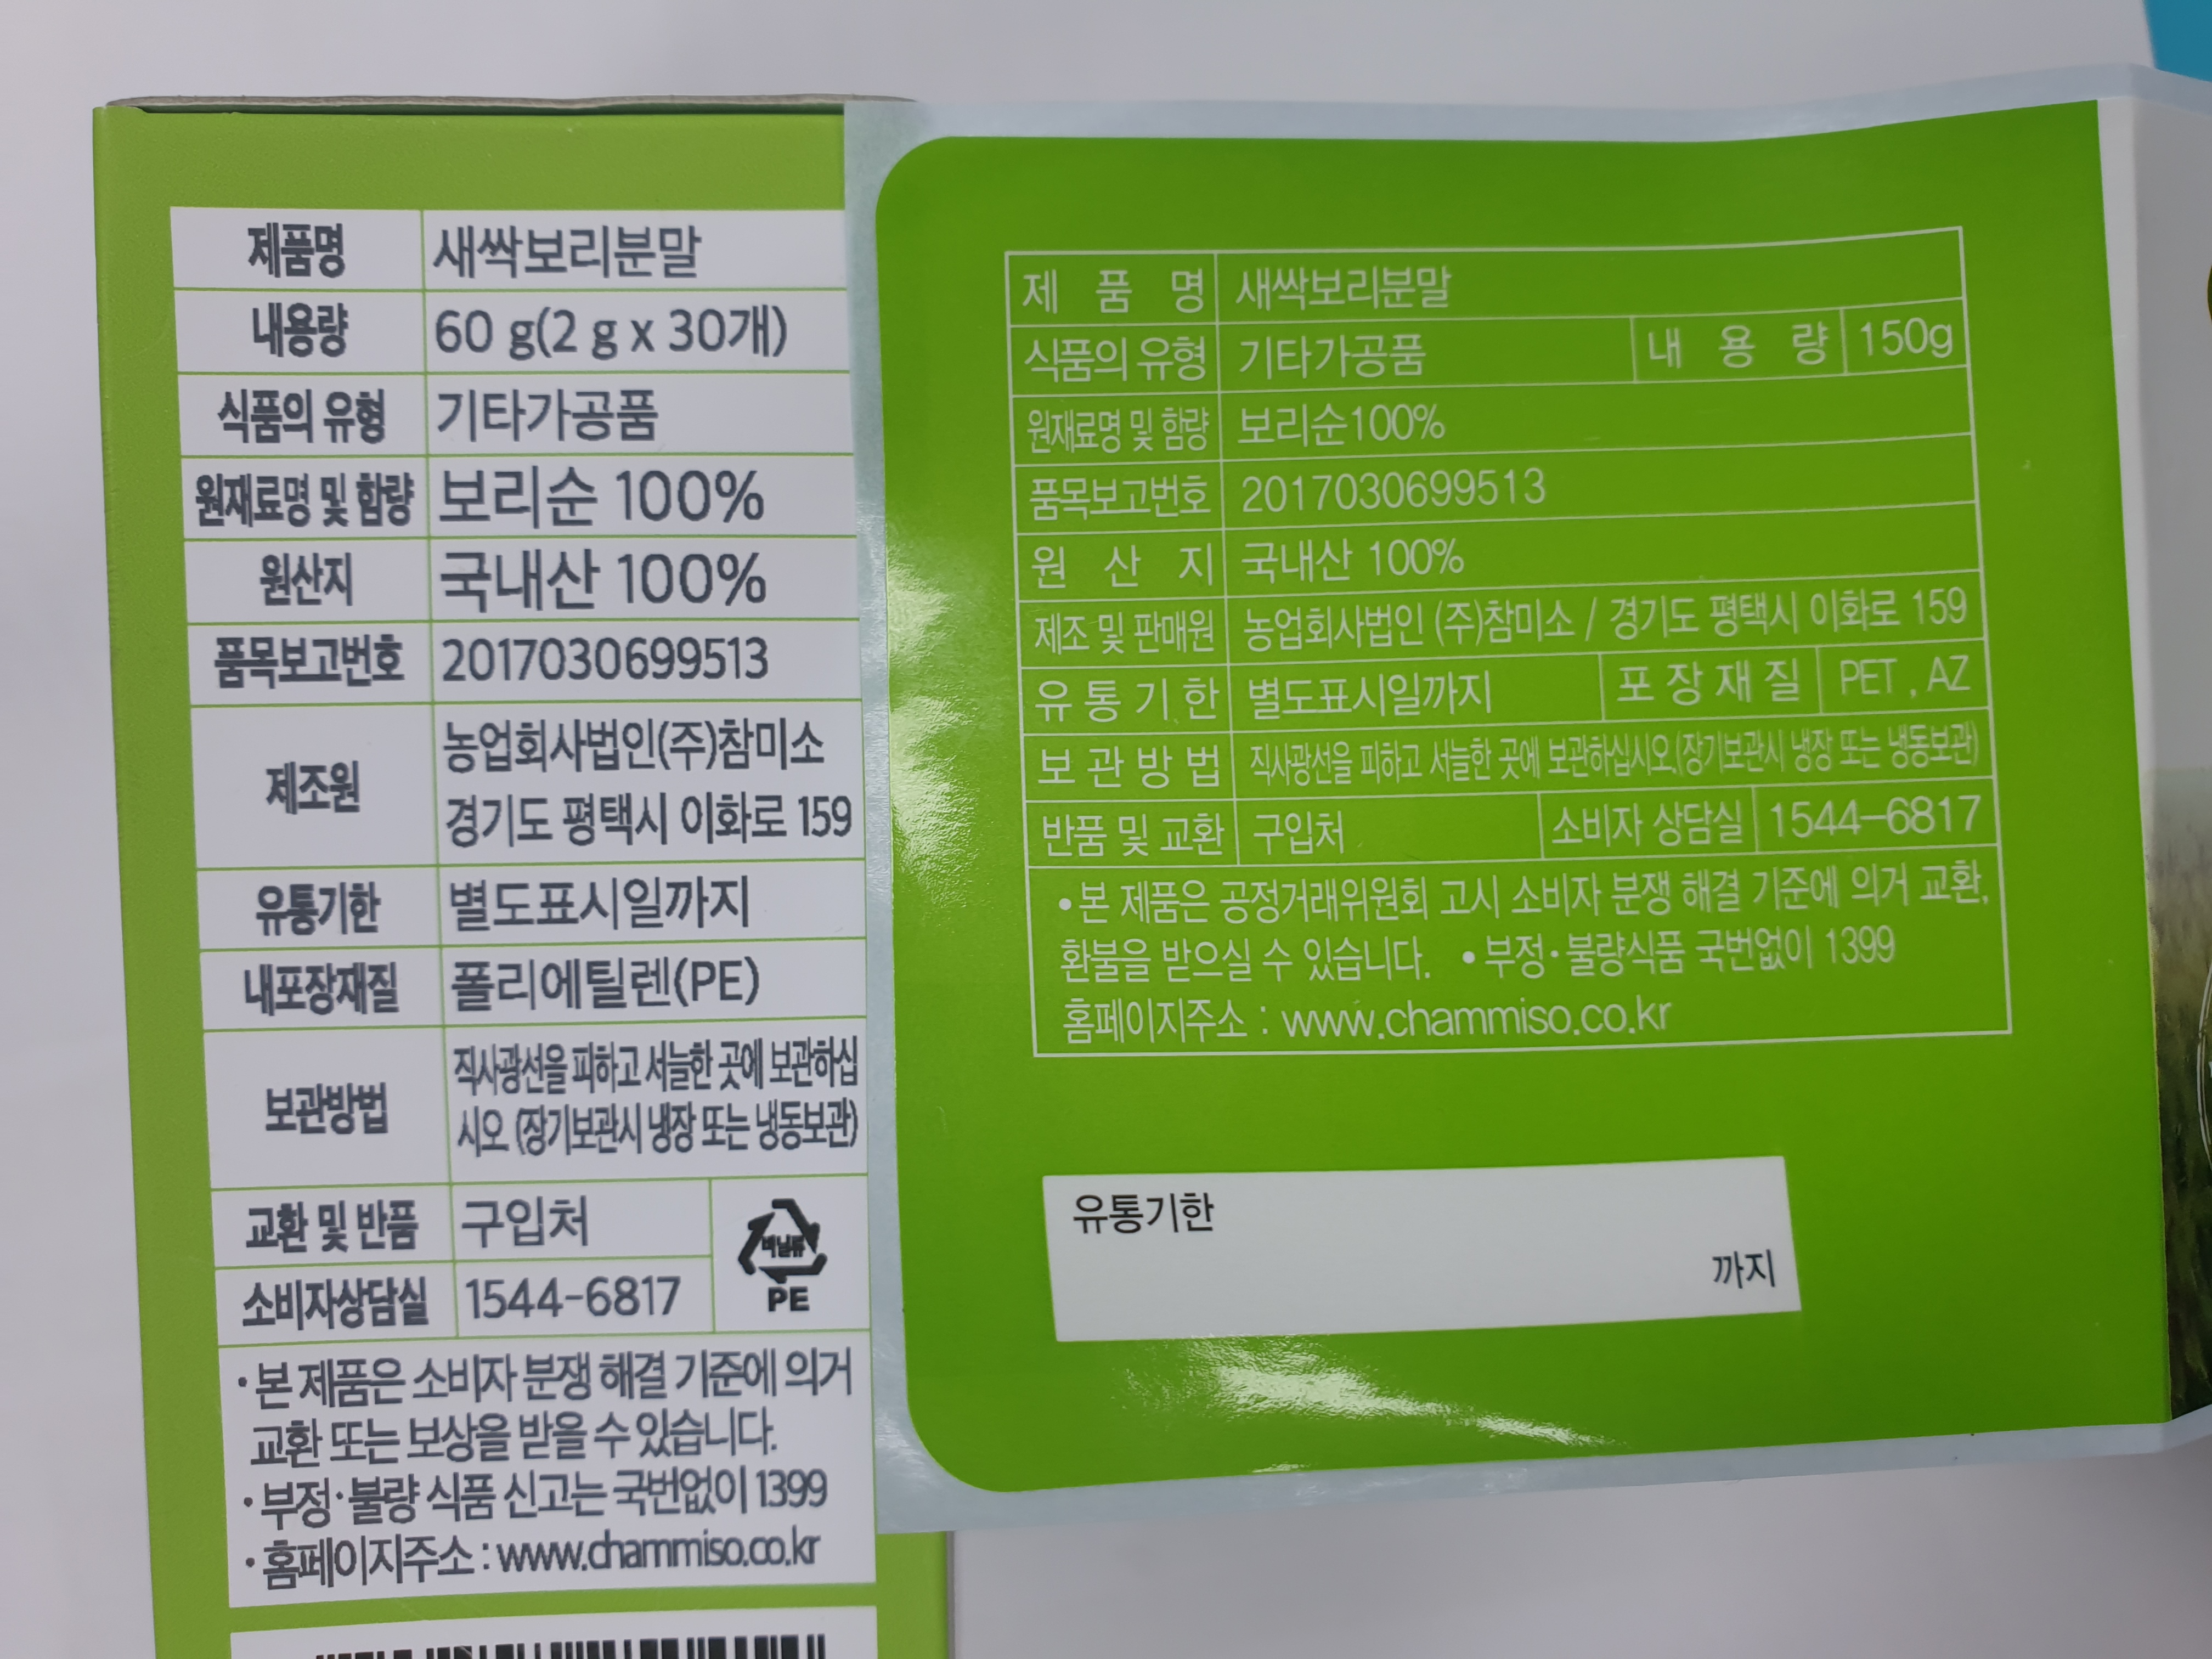 제품명 새싹보리분말
내용량 60 g(2 g x 30개)
식품의 유형 기타가공품
원재료명 및 함량 보리순 100%
원산지 국내산 100%
품목보고번호 2017030699513
제조원 농업회사법인(주)참미소
경기도 평택시 이화로 159
유통기한 별도표시일까지
내포장재질 폴리에틸렌(PE)
보관방법 직사광선을 피하고 서늘한 곳에 보관하십
시오 (장기보관시 냉장 또는 냉동보관)
교환 및 반품 구입처
소비자상담실 1544-6817
비닐류
PE
· 본 제품은 소비자 분쟁 해결 기준에 의거
교환 또는 보상을 받을 수 있습니다.
· 부정·불량 식품 신고는 국번없이 1399
· 홈페이지주소 : www.chammiso.co.kr
제 품 명 새싹보리분말
식품의 유형 기타가공품 내 용 량 150g
원재료명 및 함량 보리순100%
품목보고번호 2017030699513
원 산 지 국내산 100%
제조 및 판매원 농업회사법인 (주)참미소 / 경기도 평택시 이화로 159
유 통 기 한 별도표시일까지 포 장 재 질 PET , AZ
보 관 방 법 직사광선을 피하고 서늘한 곳에 보관하십시오.(장기보관시 냉장 또는 냉동보관)
반품 및 교환 구입처 소비자 상담실 1544-6817
• 본 제품은 공정거래위원회 고시 소비자 분쟁 해결 기준에 의거 교환,
환불을 받으실 수 있습니다. • 부정·불량식품 국번없이 1399
홈페이지주소 : www.chammiso.co.kr
유통기한
까지